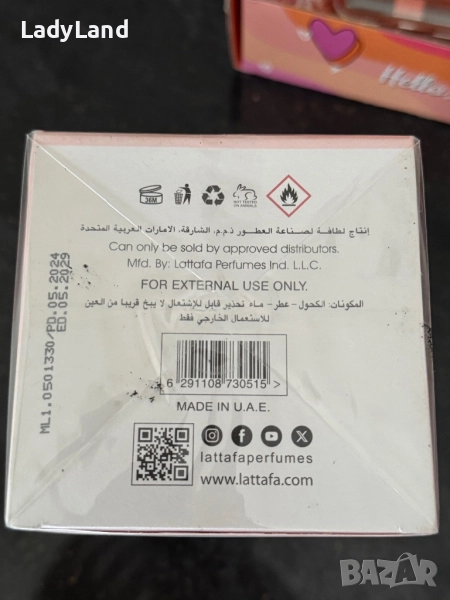 LadyLand
Hello
36M
NOT TESTED
ON ANIMALS
إنتاج لطافة لصناعة العطور ذ.م.م. الشارقة، الامارات العربية المتحدة
Can only be sold by approved distributors.
Mfd. By: Lattafa Perfumes Ind. L.L.C.
FOR EXTERNAL USE ONLY.
المكونات: الكحول - عطر - ماء تحذير قابل للإشتعال لا يبخ قريبا من العين
للاستعمال الخارجي فقط
6 291108 730515 >
MADE IN U.A.E.
lattafaperfumes
www.lattafa.com
ML1.0501330/PD.05.2024
ED.05.2029
BAZAR